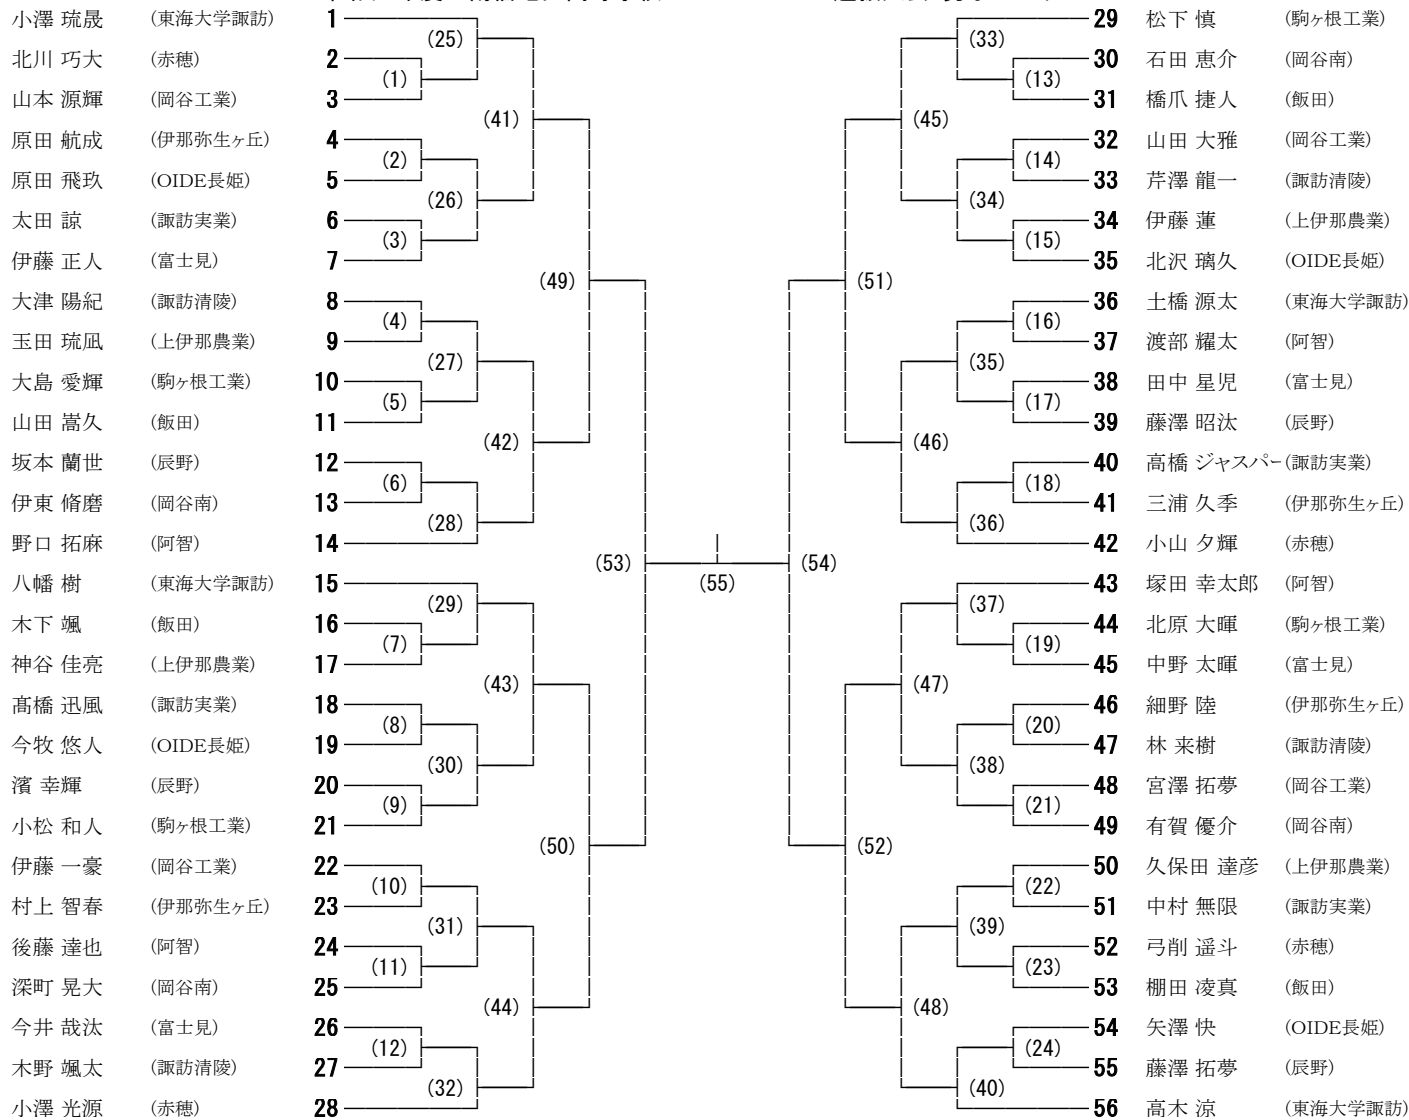 小澤 琉晟 (東海大学諏訪) 1
北川 巧大 (赤穂) 2
山本 源輝 (岡谷工業) 3
原田 航成 (伊那弥生ヶ丘) 4
原田 飛玖 (OIDE長姫) 5
太田 諒 (諏訪実業) 6
伊藤 正人 (富士見) 7
大津 陽紀 (諏訪清陵) 8
玉田 琉凪 (上伊那農業) 9
大島 愛輝 (駒ヶ根工業) 10
山田 嵩久 (飯田) 11
坂本 蘭世 (辰野) 12
伊東 脩磨 (岡谷南) 13
野口 拓麻 (阿智) 14
八幡 樹 (東海大学諏訪) 15
木下 颯 (飯田) 16
神谷 佳亮 (上伊那農業) 17
髙橋 迅風 (諏訪実業) 18
今牧 悠人 (OIDE長姫) 19
濱 幸輝 (辰野) 20
小松 和人 (駒ヶ根工業) 21
伊藤 一豪 (岡谷工業) 22
村上 智春 (伊那弥生ヶ丘) 23
後藤 達也 (阿智) 24
深町 晃大 (岡谷南) 25
今井 哉汰 (富士見) 26
木野 颯太 (諏訪清陵) 27
小澤 光源 (赤穂) 28
(1)
(2)
(3)
(4)
(5)
(6)
(7)
(8)
(9)
(10)
(11)
(12)
(25)
(26)
(27)
(28)
(29)
(30)
(31)
(32)
(41)
(42)
(43)
(44)
(49)
(50)
(53)
(55)
(54)
(51)
(52)
(45)
(46)
(47)
(48)
(33)
(34)
(35)
(36)
(37)
(38)
(39)
(40)
(13)
(14)
(15)
(16)
(17)
(18)
(19)
(20)
(21)
(22)
(23)
(24)
29 松下 慎 (駒ヶ根工業)
30 石田 恵介 (岡谷南)
31 橋爪 捷人 (飯田)
32 山田 大雅 (岡谷工業)
33 芹澤 龍一 (諏訪清陵)
34 伊藤 蓮 (上伊那農業)
35 北沢 璃久 (OIDE長姫)
36 土橋 源太 (東海大学諏訪)
37 渡部 耀太 (阿智)
38 田中 星児 (富士見)
39 藤澤 昭汰 (辰野)
40 高橋 ジャスパー (諏訪実業)
41 三浦 久季 (伊那弥生ヶ丘)
42 小山 夕輝 (赤穂)
43 塚田 幸太郎 (阿智)
44 北原 大暉 (駒ヶ根工業)
45 中野 太暉 (富士見)
46 細野 陸 (伊那弥生ヶ丘)
47 林 来樹 (諏訪清陵)
48 宮澤 拓夢 (岡谷工業)
49 有賀 優介 (岡谷南)
50 久保田 達彦 (上伊那農業)
51 中村 無限 (諏訪実業)
52 弓削 遥斗 (赤穂)
53 棚田 凌真 (飯田)
54 矢澤 快 (OIDE長姫)
55 藤澤 拓夢 (辰野)
56 高木 涼 (東海大学諏訪)